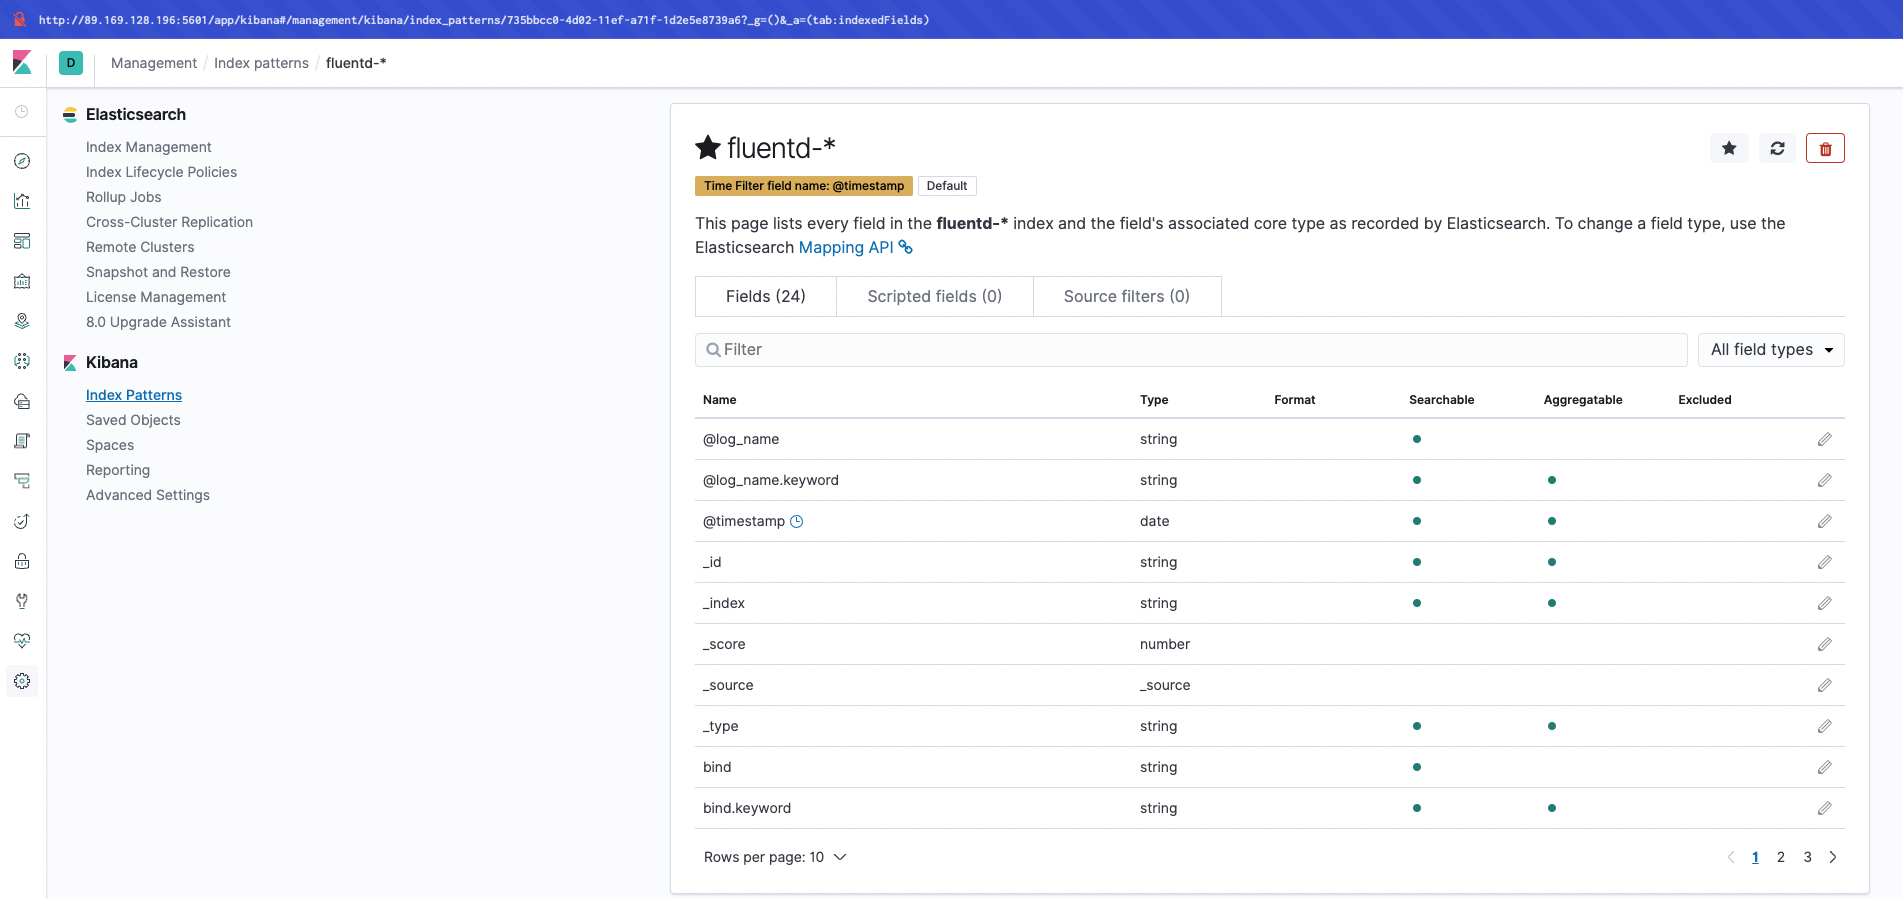 http://89.169.128.196:5601/app/kibana#/management/kibana/index_patterns/735bbcc0-4d02-11ef-a71f-1d2e5e8739a6?_g=()&_a=(tab:indexedFields)
D Management / Index patterns / fluentd-*
Elasticsearch
Index Management
Index Lifecycle Policies
Rollup Jobs
Cross-Cluster Replication
Remote Clusters
Snapshot and Restore
License Management
8.0 Upgrade Assistant
Kibana
Index Patterns
Saved Objects
Spaces
Reporting
Advanced Settings
fluentd-*
Time Filter field name: @timestamp Default
This page lists every field in the fluentd-* index and the field's associated core type as recorded by Elasticsearch. To change a field type, use the
Elasticsearch Mapping API
Fields (24) Scripted fields (0) Source filters (0)
Filter All field types
Name Type Format Searchable Aggregatable Excluded
@log_name string
@log_name.keyword string
@timestamp date
_id string
_index string
_score number
_source _source
_type string
bind string
bind.keyword string
Rows per page: 10 1 2 3